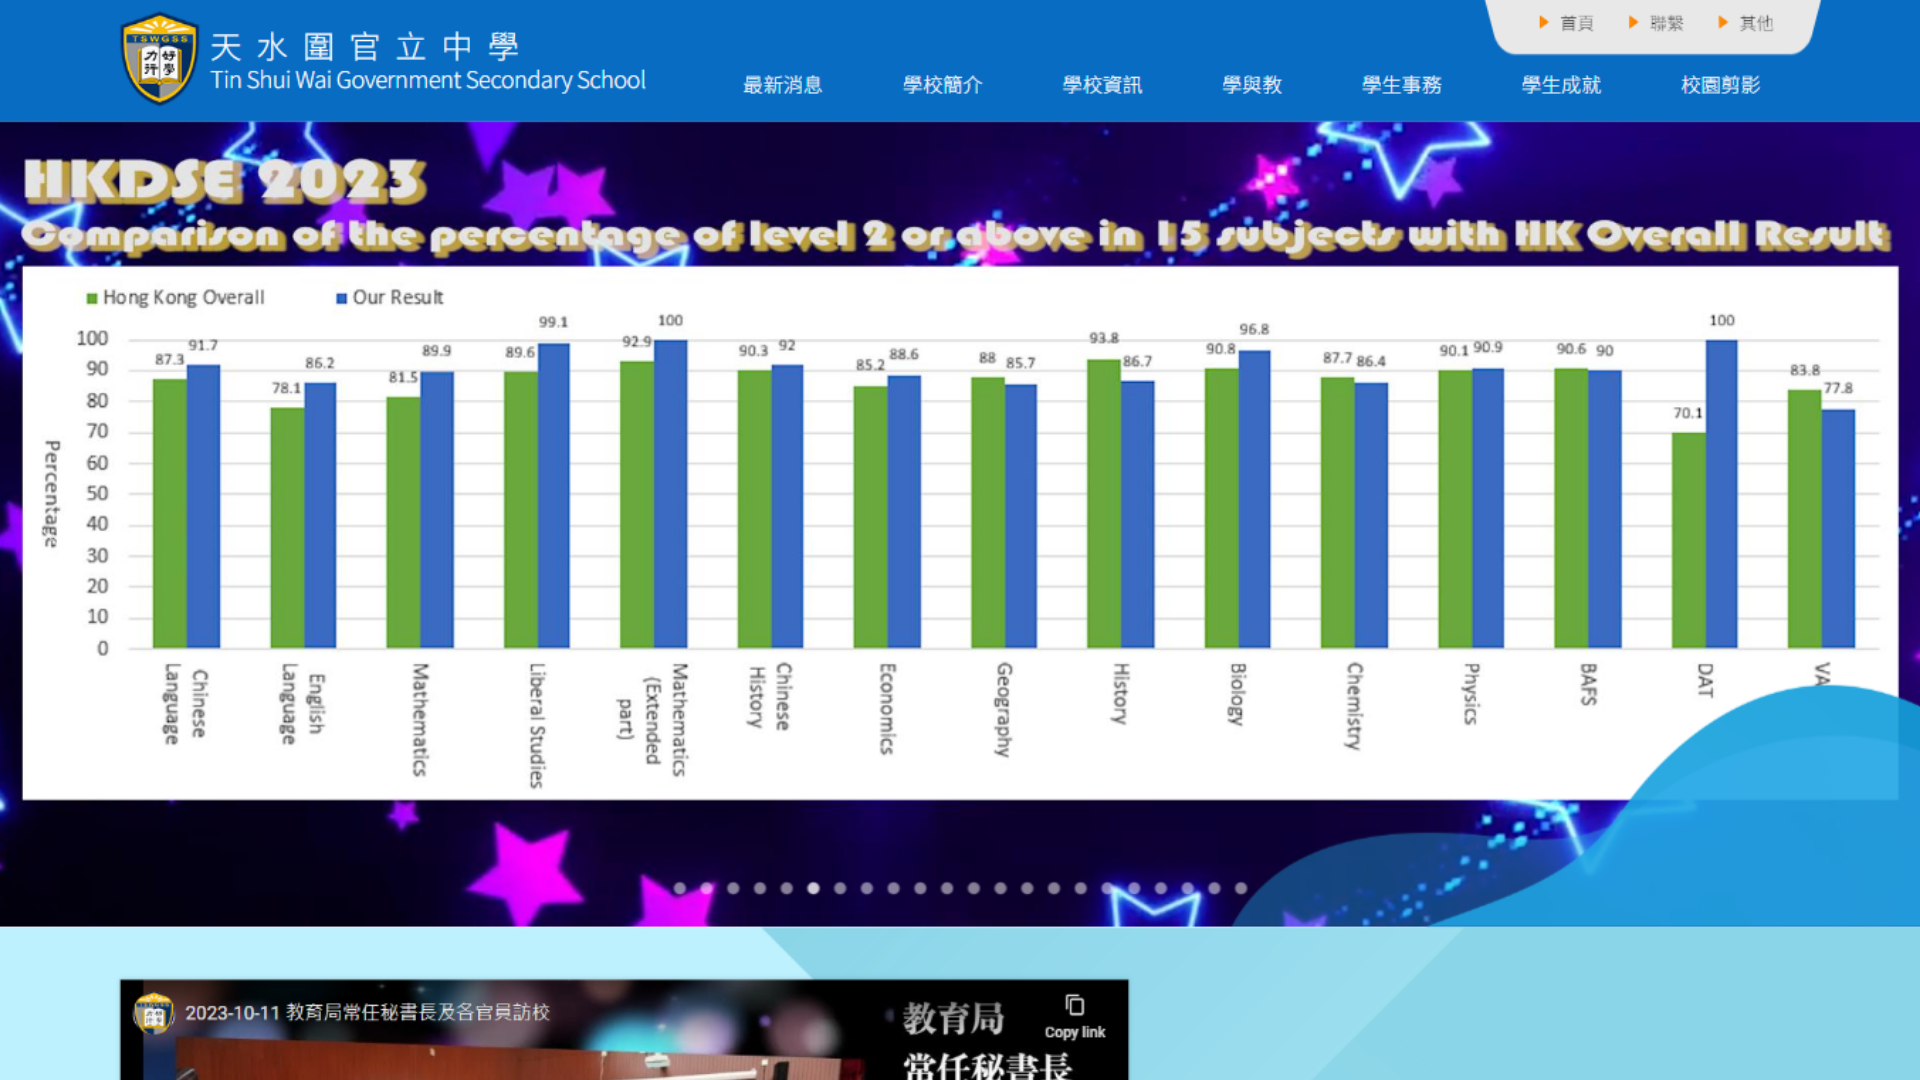 TSWGSS
好學
力行
天水圍官立中學
Tin Shui Wai Government Secondary School
首頁
聯繫
其他
最新消息
學校簡介
學校資訊
學與教
學生事務
學生成就
校園剪影
HKDSE 2023
Comparison of the percentage of level 2 or above in 15 subjects with HK Overall Result
Hong Kong Overall
Our Result
Percentage
100
90
80
70
60
50
40
30
20
10
0
87.3
91.7
78.1
86.2
81.5
89.9
89.6
99.1
92.9
100
90.3
92
85.2
88.6
88
85.7
93.8
86.7
90.8
96.8
87.7
86.4
90.1
90.9
90.6
90
70.1
100
83.8
77.8
Chinese
Language
English
Language
Mathematics
Liberal Studies
Mathematics
(Extended
part)
Chinese
History
Economics
Geography
History
Biology
Chemistry
Physics
BAFS
DAT
VA
2023-10-11 教育局常任秘書長及各官員訪校
教育局
常任秘書長
Copy link